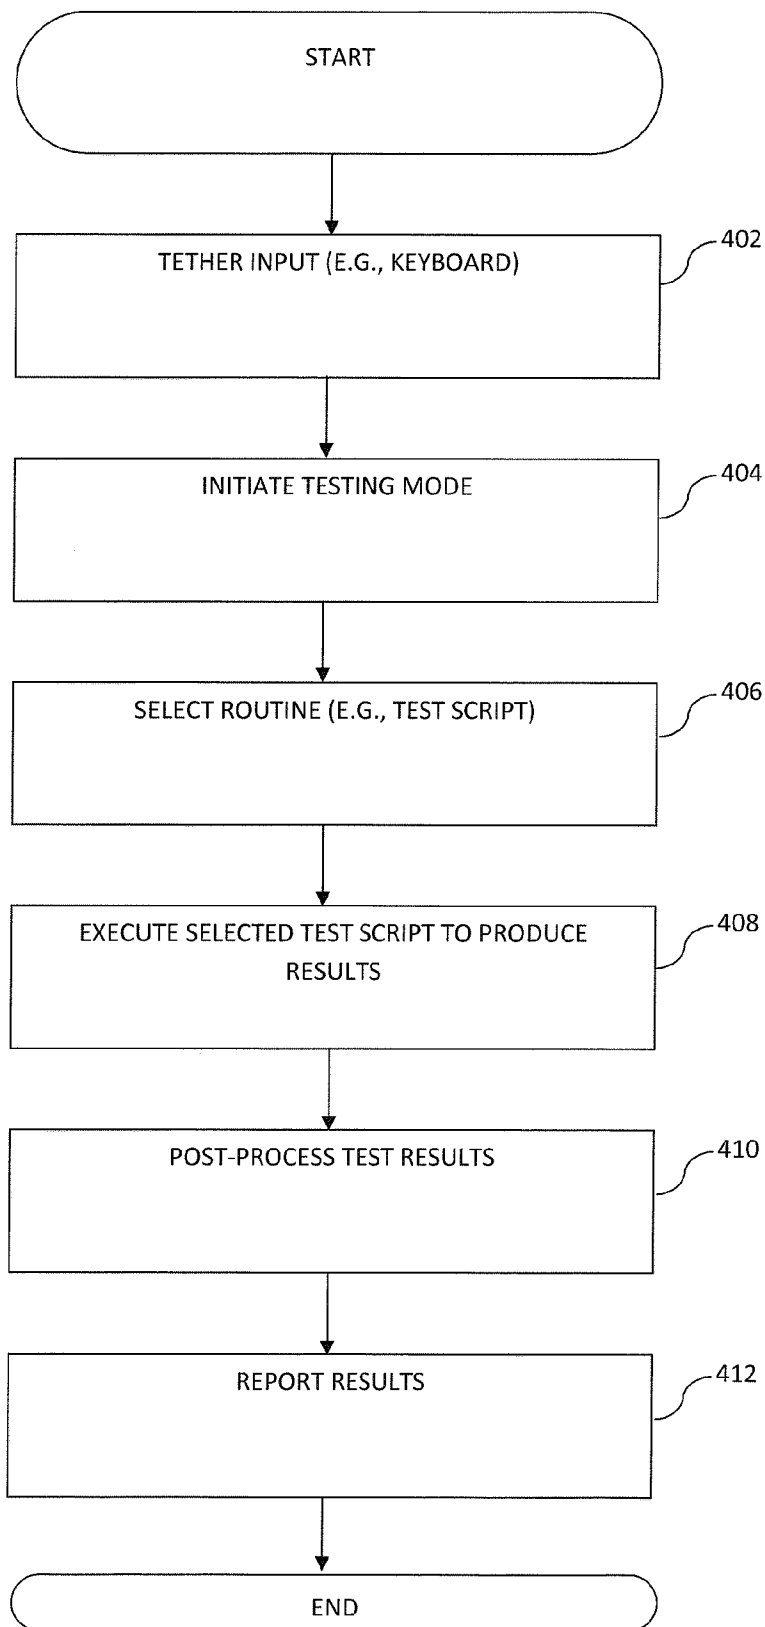 START
TETHER INPUT (E.G., KEYBOARD)
402
INITIATE TESTING MODE
404
SELECT ROUTINE (E.G., TEST SCRIPT)
406
EXECUTE SELECTED TEST SCRIPT TO PRODUCE
RESULTS
408
POST-PROCESS TEST RESULTS
410
REPORT RESULTS
412
END